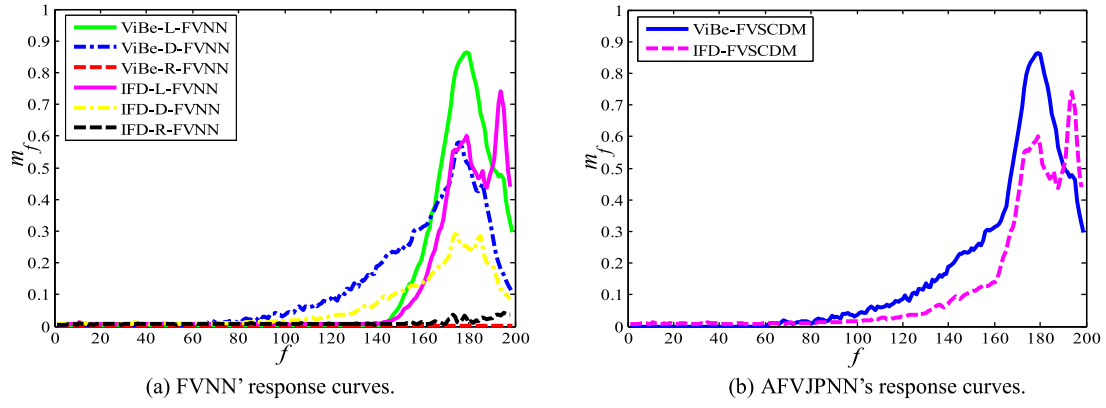 1
0.9
0.8
0.7
0.6
0.5
0.4
0.3
0.2
0.1
0
m_f
ViBe-L-FVNN
ViBe-D-FVNN
ViBe-R-FVNN
IFD-L-FVNN
IFD-D-FVNN
IFD-R-FVNN
0 20 40 60 80 100 120 140 160 180 200
f
(a) FVNN’ response curves.
1
0.9
0.8
0.7
0.6
0.5
0.4
0.3
0.2
0.1
0
m_f
ViBe-FVSCDM
IFD-FVSCDM
0 20 40 60 80 100 120 140 160 180 200
f
(b) AFVJPNN’s response curves.